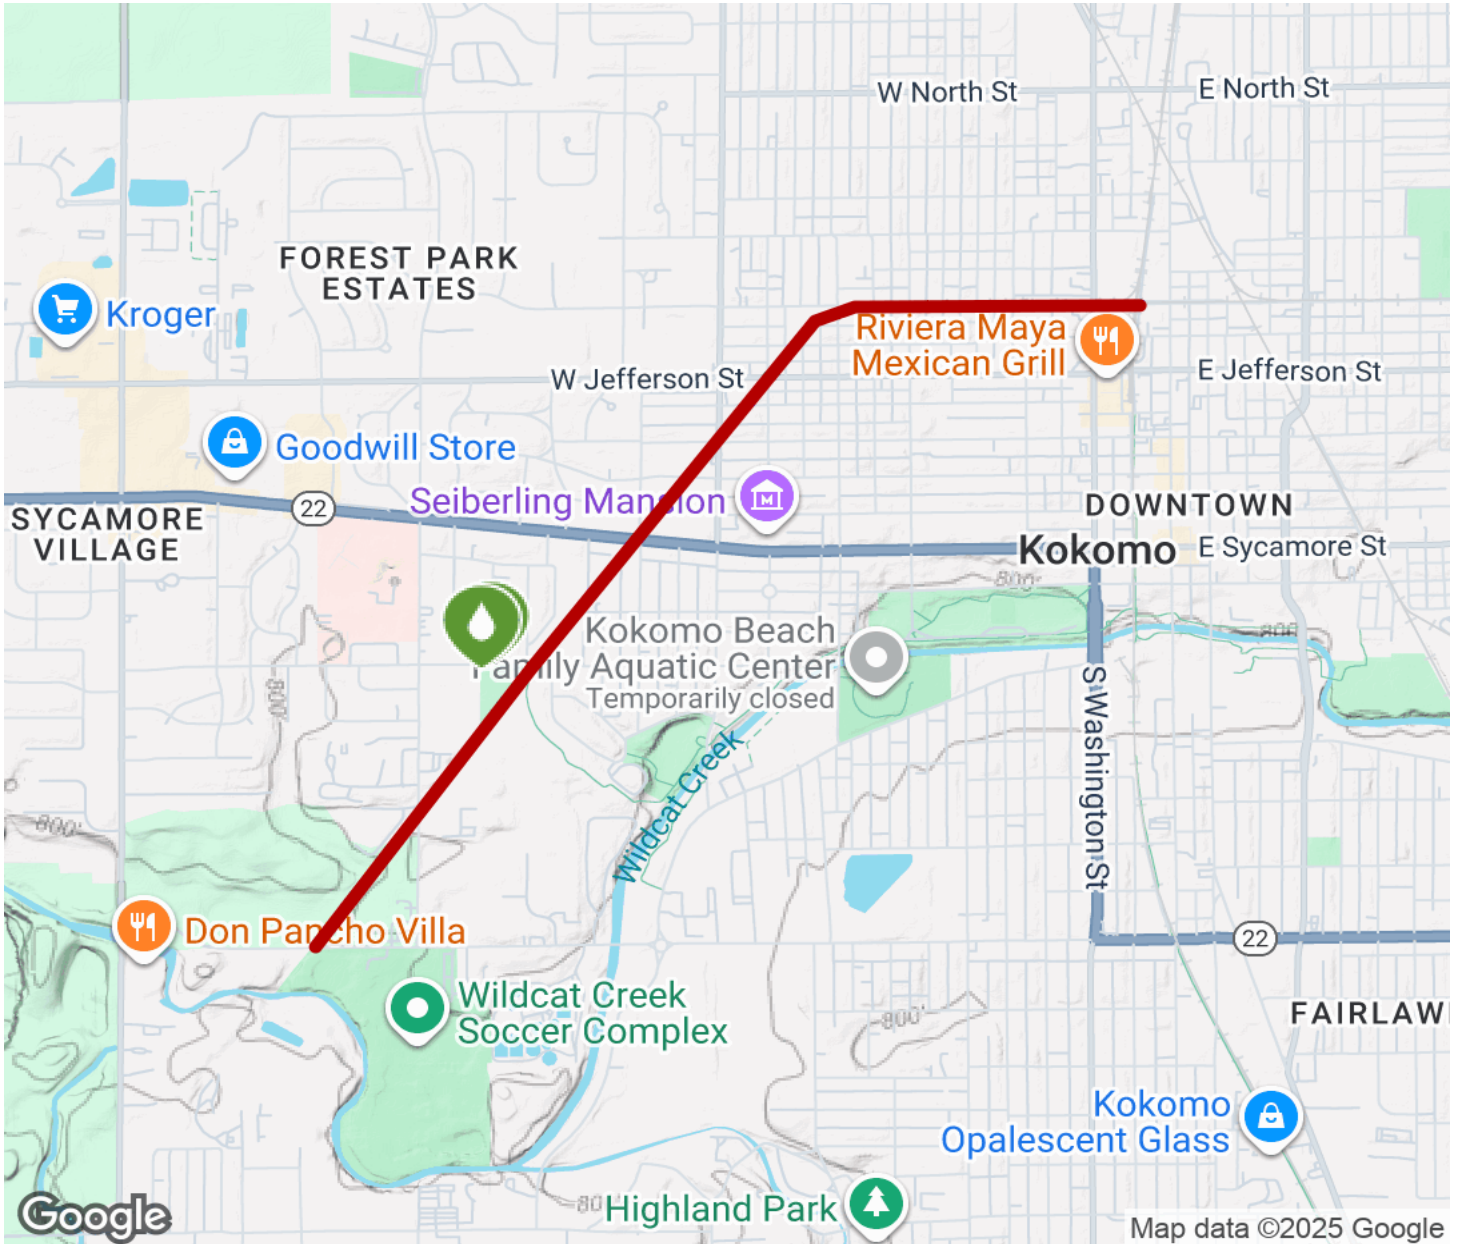 W North St
E North St
FOREST PARK
ESTATES
Kroger
Riviera Maya
Mexican Grill
W Jefferson St
E Jefferson St
Goodwill Store
22
Seiberling Mansion
SYCAMORE
VILLAGE
DOWNTOWN
Kokomo
E Sycamore St
800'
Kokomo Beach
Family Aquatic Center
Temporarily closed
800'
800'
S Washington St
Wildcat Creek
800'
Don Pancho Villa
22
Wildcat Creek
Soccer Complex
800'
FAIRLAW
Kokomo
Opalescent Glass
Highland Park
Google
Map data ©2025 Google